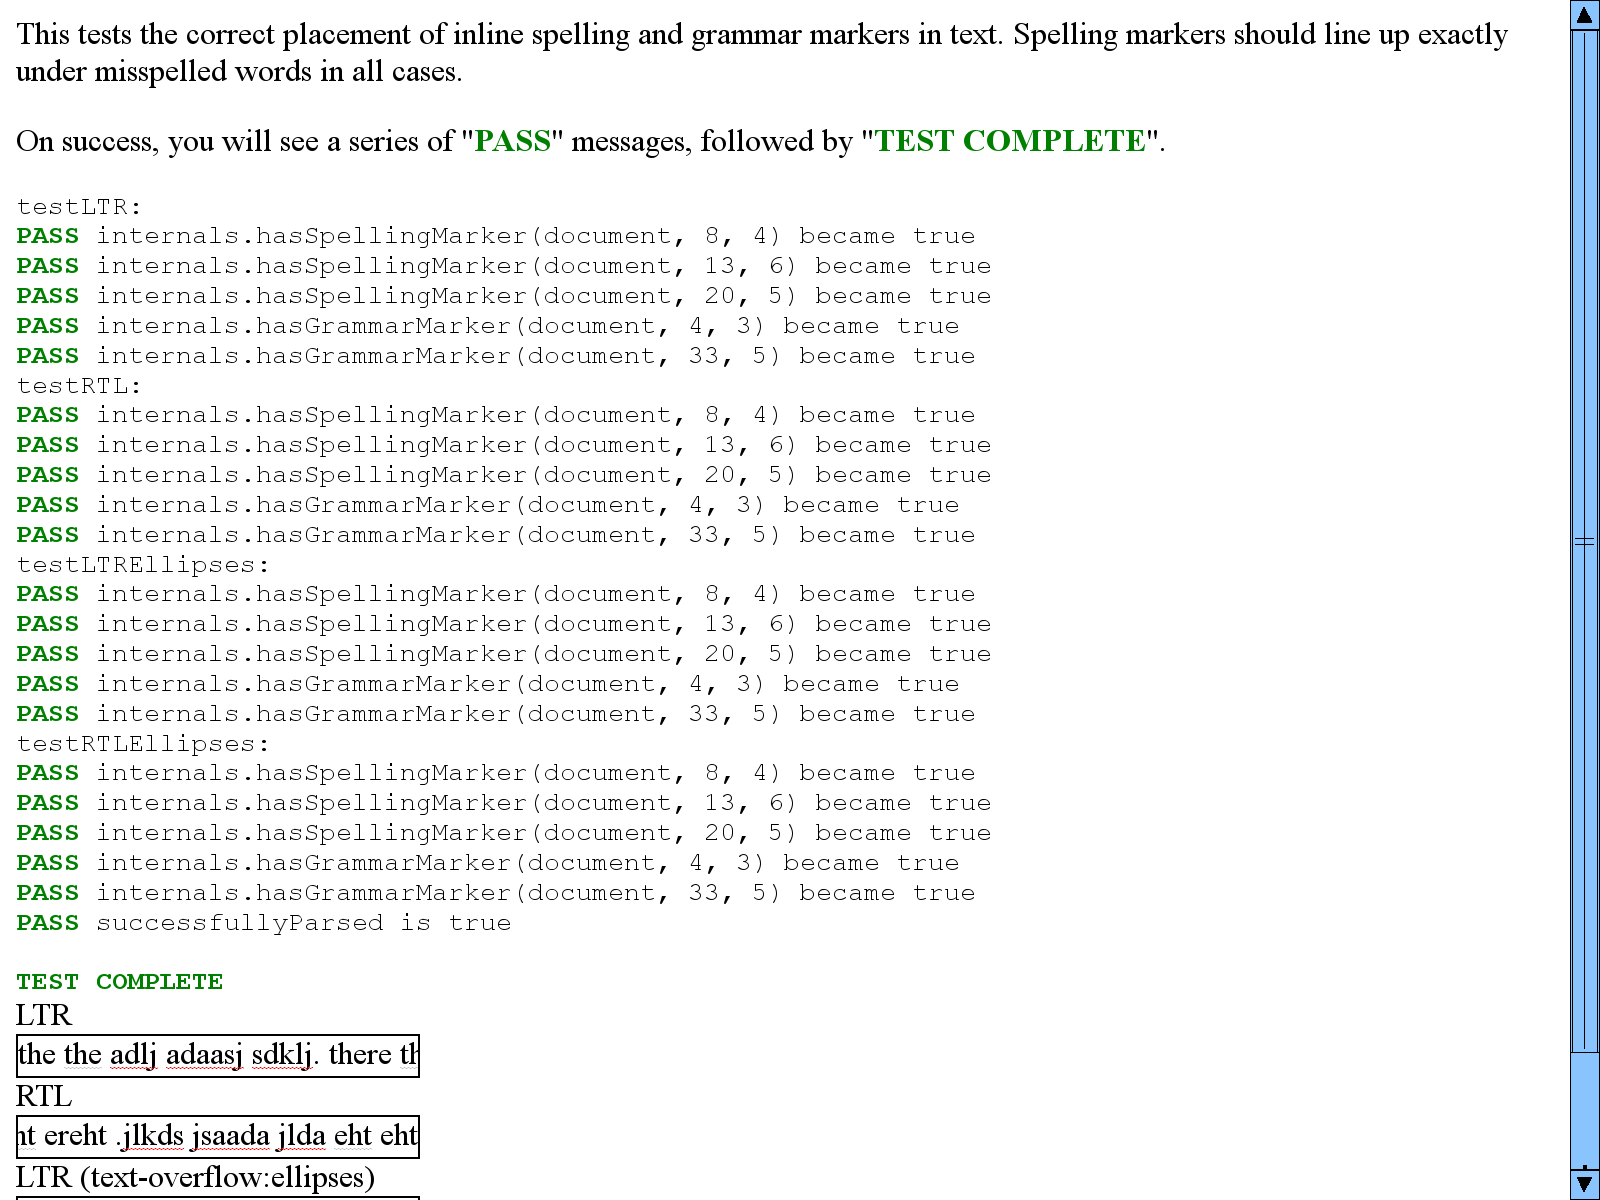 This tests the correct placement of inline spelling and grammar markers in text. Spelling markers should line up exactly
under misspelled words in all cases.
On success, you will see a series of "PASS" messages, followed by "TEST COMPLETE".
testLTR:
PASS internals.hasSpellingMarker(document, 8, 4) became true
PASS internals.hasSpellingMarker(document, 13, 6) became true
PASS internals.hasSpellingMarker(document, 20, 5) became true
PASS internals.hasGrammarMarker(document, 4, 3) became true
PASS internals.hasGrammarMarker(document, 33, 5) became true
testRTL:
PASS internals.hasSpellingMarker(document, 8, 4) became true
PASS internals.hasSpellingMarker(document, 13, 6) became true
PASS internals.hasSpellingMarker(document, 20, 5) became true
PASS internals.hasGrammarMarker(document, 4, 3) became true
PASS internals.hasGrammarMarker(document, 33, 5) became true
testLTREllipses:
PASS internals.hasSpellingMarker(document, 8, 4) became true
PASS internals.hasSpellingMarker(document, 13, 6) became true
PASS internals.hasSpellingMarker(document, 20, 5) became true
PASS internals.hasGrammarMarker(document, 4, 3) became true
PASS internals.hasGrammarMarker(document, 33, 5) became true
testRTLEllipses:
PASS internals.hasSpellingMarker(document, 8, 4) became true
PASS internals.hasSpellingMarker(document, 13, 6) became true
PASS internals.hasSpellingMarker(document, 20, 5) became true
PASS internals.hasGrammarMarker(document, 4, 3) became true
PASS internals.hasGrammarMarker(document, 33, 5) became true
PASS successfullyParsed is true
TEST COMPLETE
LTR
the the adlj adaasj sdklj. there
RTL
ereht .jlkds jsaada jlda eht eht
LTR (text-overflow:ellipses)